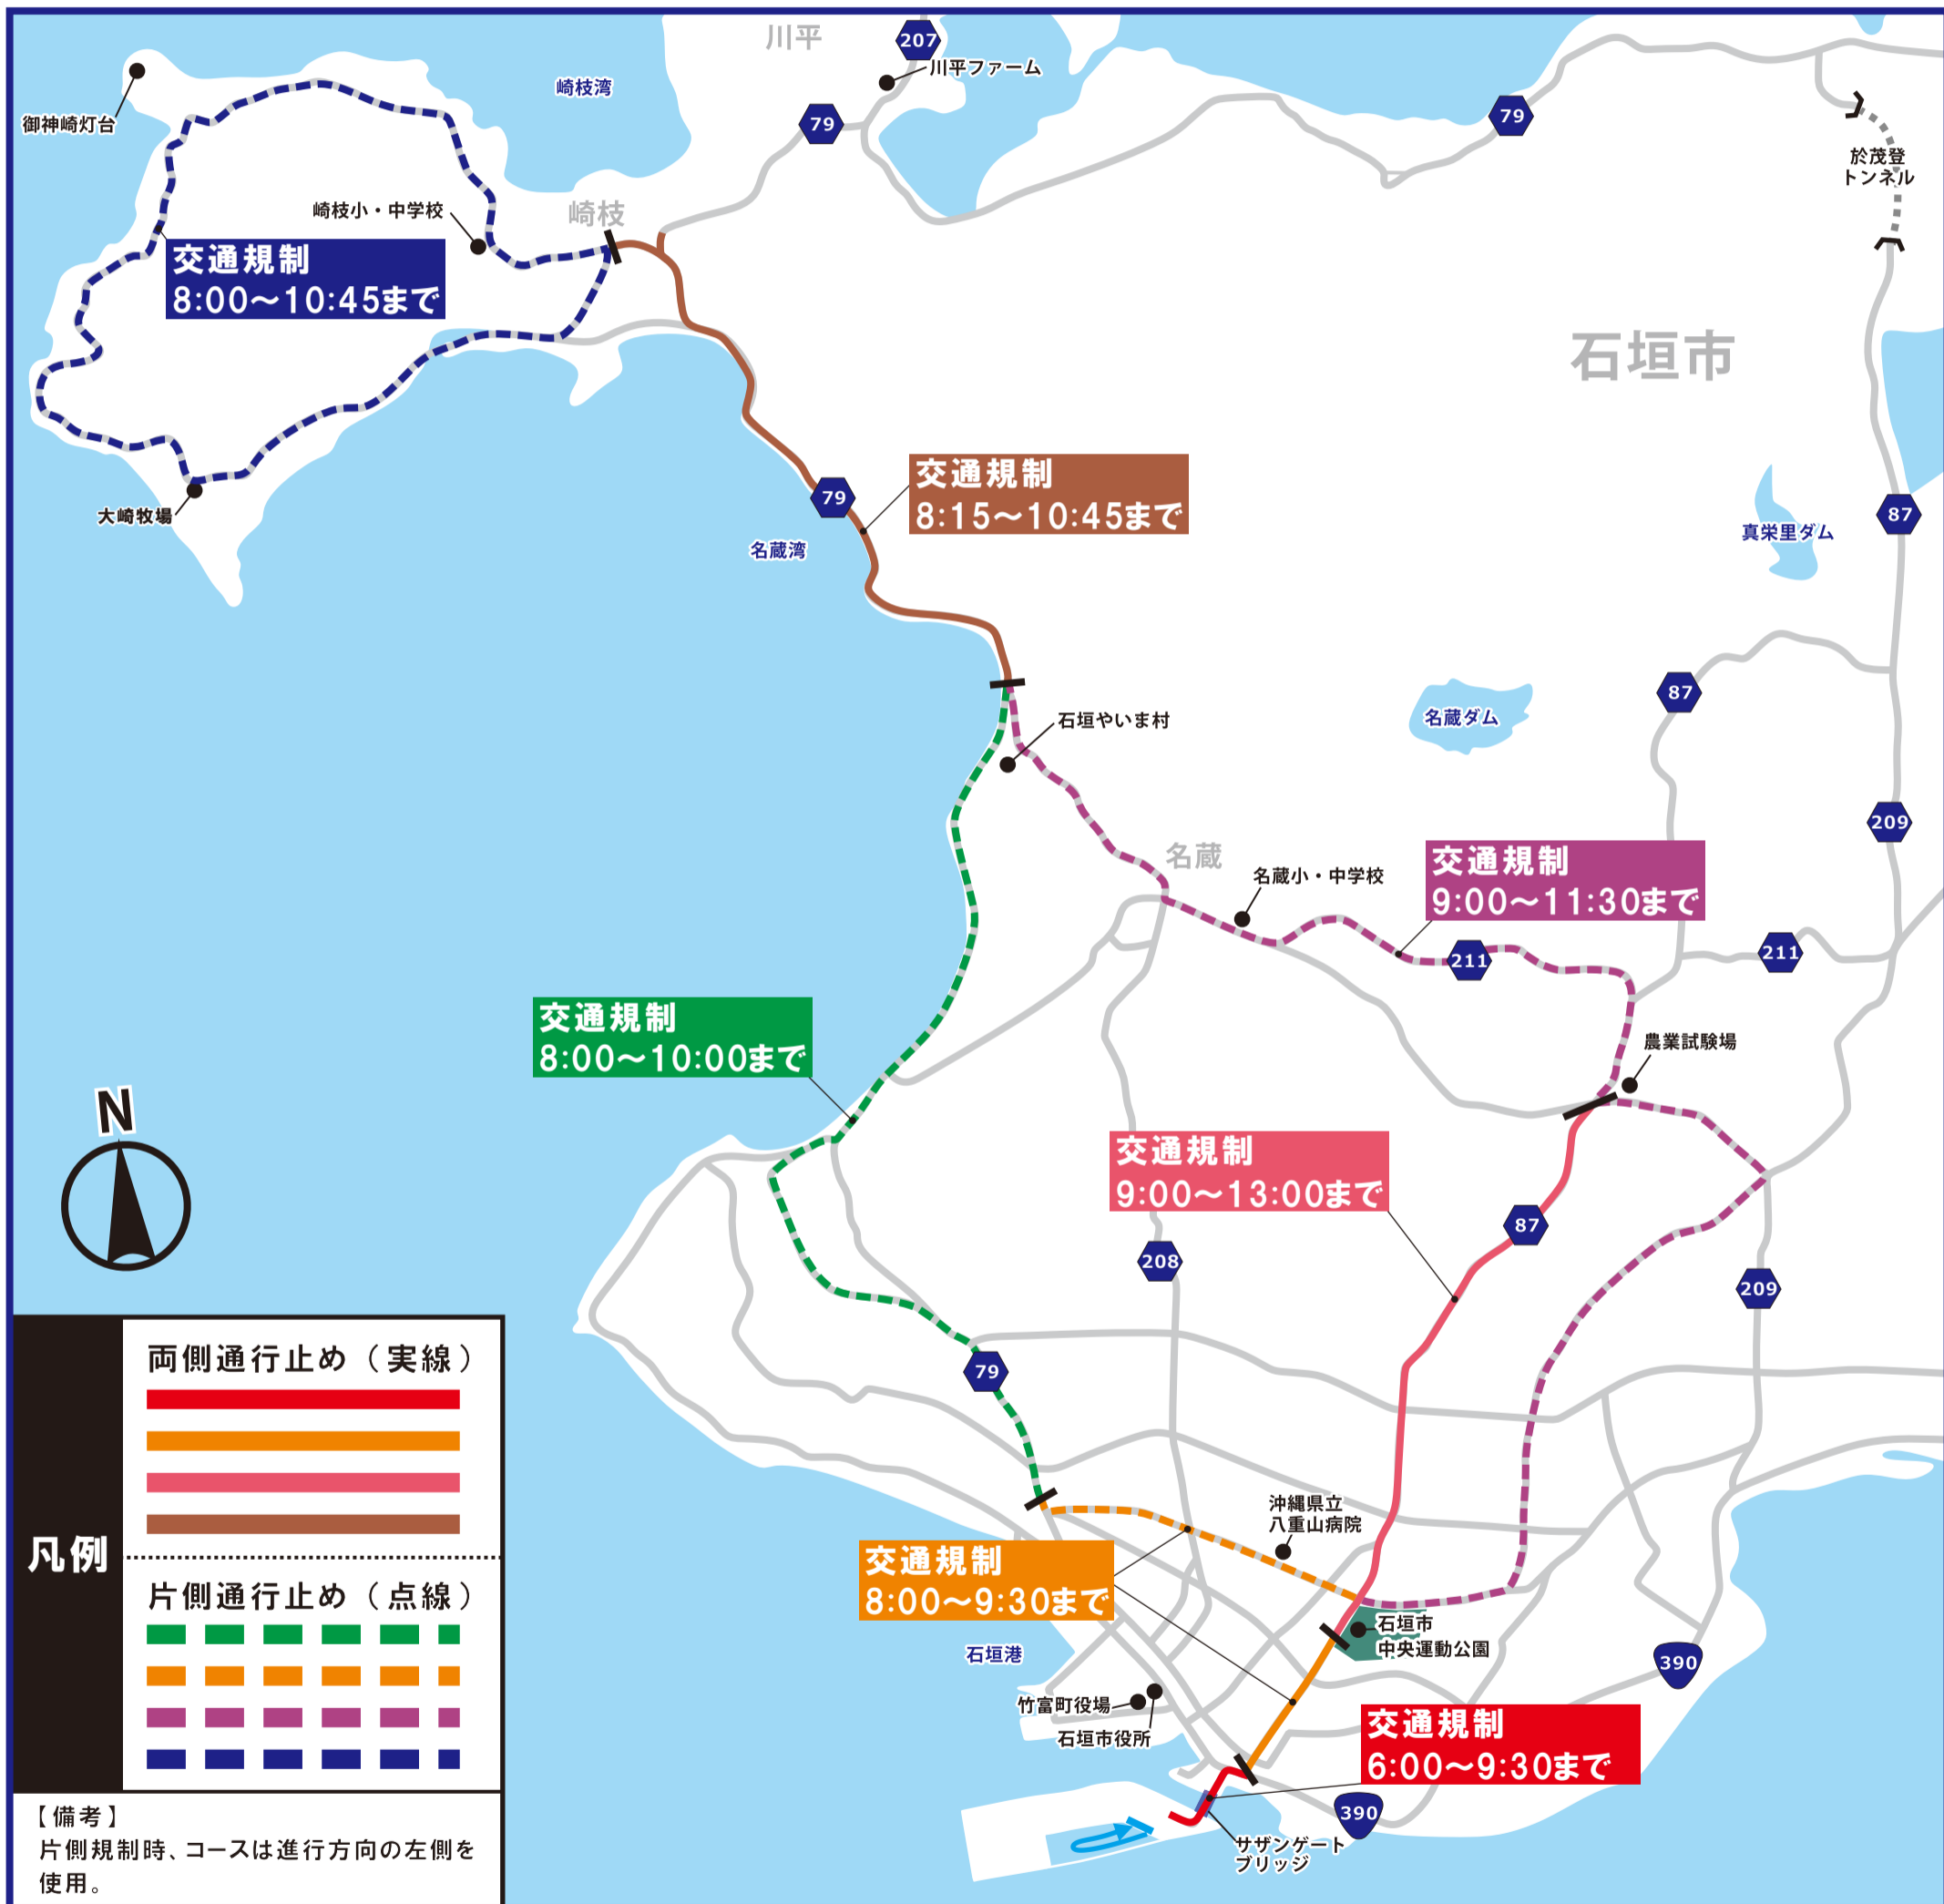 川平
207
川平ファーム
崎枝湾
79
79
御神崎灯台
於茂登
トンネル
崎枝小・中学校
崎枝
交通規制
8:00〜10:45まで
石垣市
大崎牧場
79
交通規制
8:15〜10:45まで
名蔵湾
87
真栄里ダム
87
名蔵ダム
石垣やいま村
209
名蔵
名蔵小・中学校
交通規制
9:00〜11:30まで
211
211
交通規制
8:00〜10:00まで
農業試験場
N
交通規制
9:00〜13:00まで
87
208
209
79
沖縄県立
八重山病院
交通規制
8:00〜9:30まで
石垣市
中央運動公園
石垣港
390
竹富町役場
石垣市役所
交通規制
6:00〜9:30まで
390
サザンゲート
ブリッジ
凡例
両側通行止め（実線）
片側通行止め（点線）
【備考】
片側規制時、コースは進行方向の左側を
使用。